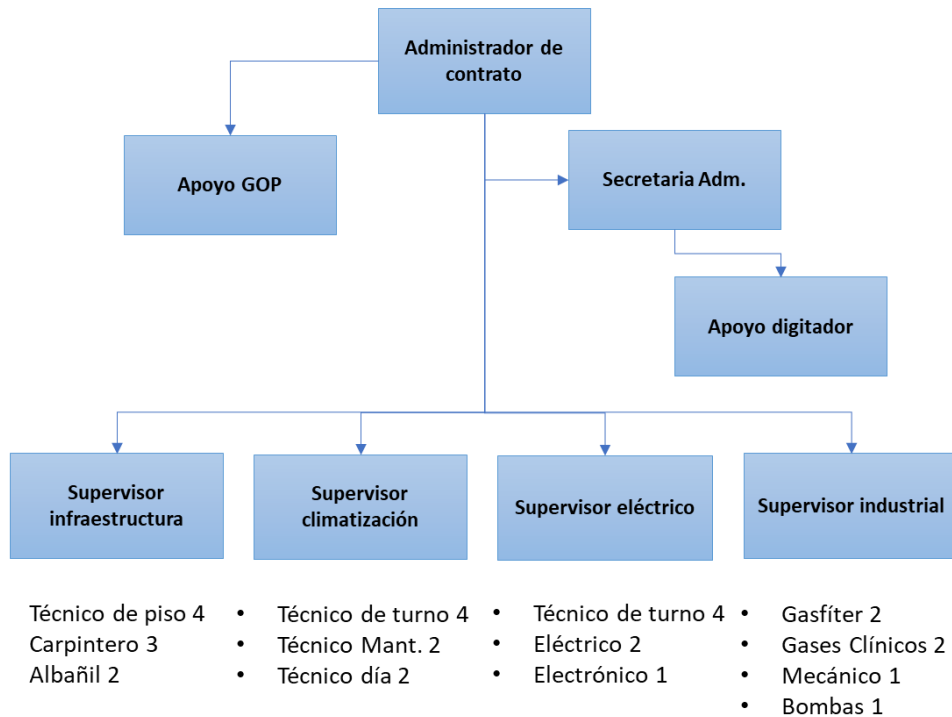 Administrador de
contrato
Apoyo GOP
Secretaria Adm.
Apoyo digitador
Supervisor
infraestructura
Supervisor
climatización
Supervisor eléctrico
Supervisor industrial
Técnico de piso 4
Carpintero 3
Albañil 2
• Técnico de turno 4
• Técnico Mant. 2
• Técnico día 2
• Técnico de turno 4
• Eléctrico 2
• Electrónico 1
• Gasfíter 2
• Gases Clínicos 2
• Mecánico 1
• Bombas 1